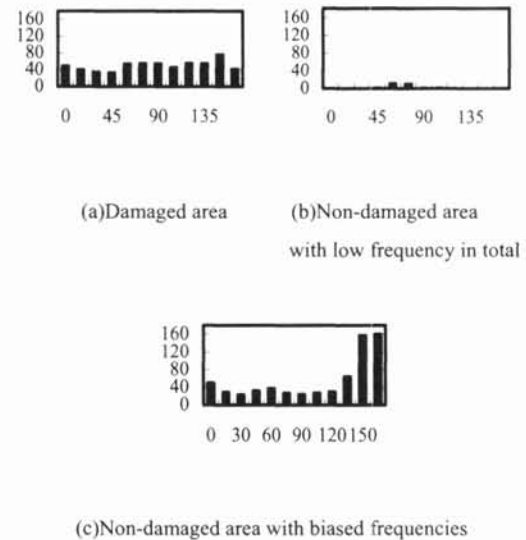 160
120
80
40
0
0 45 90 135
(a)Damaged area
160
120
80
40
0
0 45 90 135
(b)Non-damaged area
with low frequency in total
160
120
80
40
0
0 30 60 90 120150
(c)Non-damaged area with biased frequencies